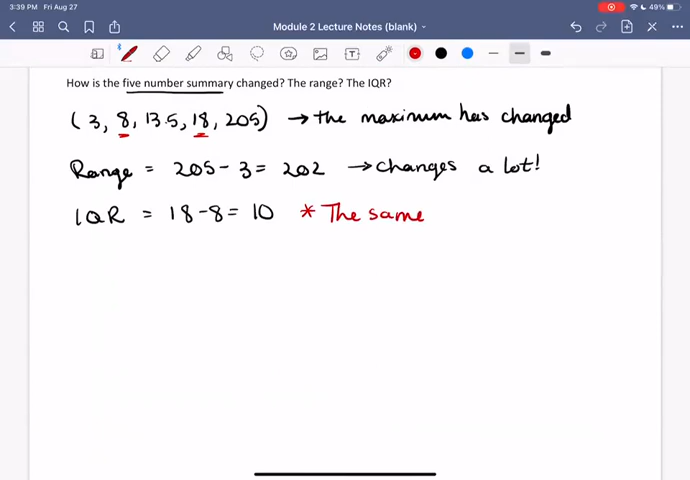 3:39 PM Fri Aug 27
49%
Module 2 Lecture Notes (blank)
How is the five number summary changed? The range? The IQR?
(3, 8, 13.5, 18, 205) → the maximum has changed
Range = 205 - 3 = 202 → changes a lot!
IQR = 18 - 8 = 10 * The same